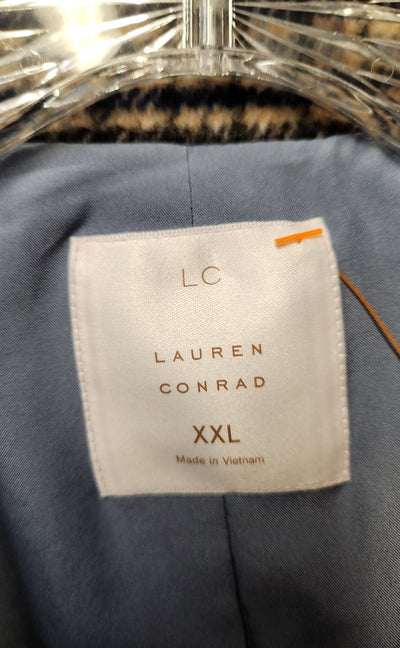 LC
LAUREN
CONRAD
XXL
Made in Vietnam